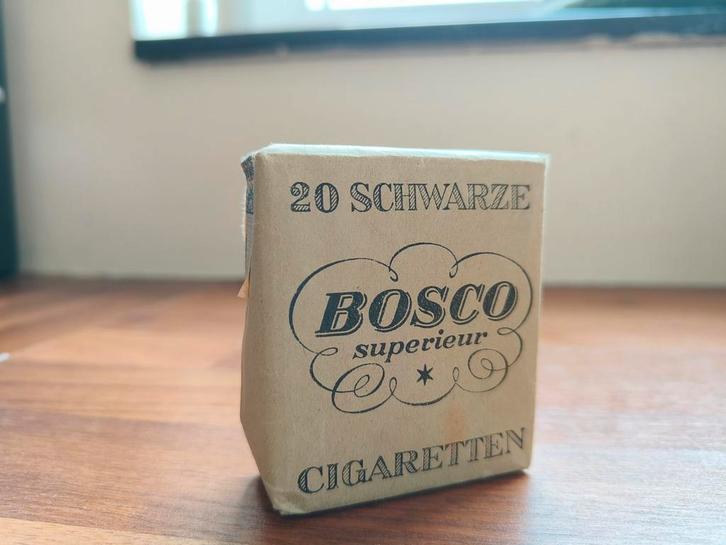 20 SCHWARZE
BOSCO
superieur
CIGARETTEN